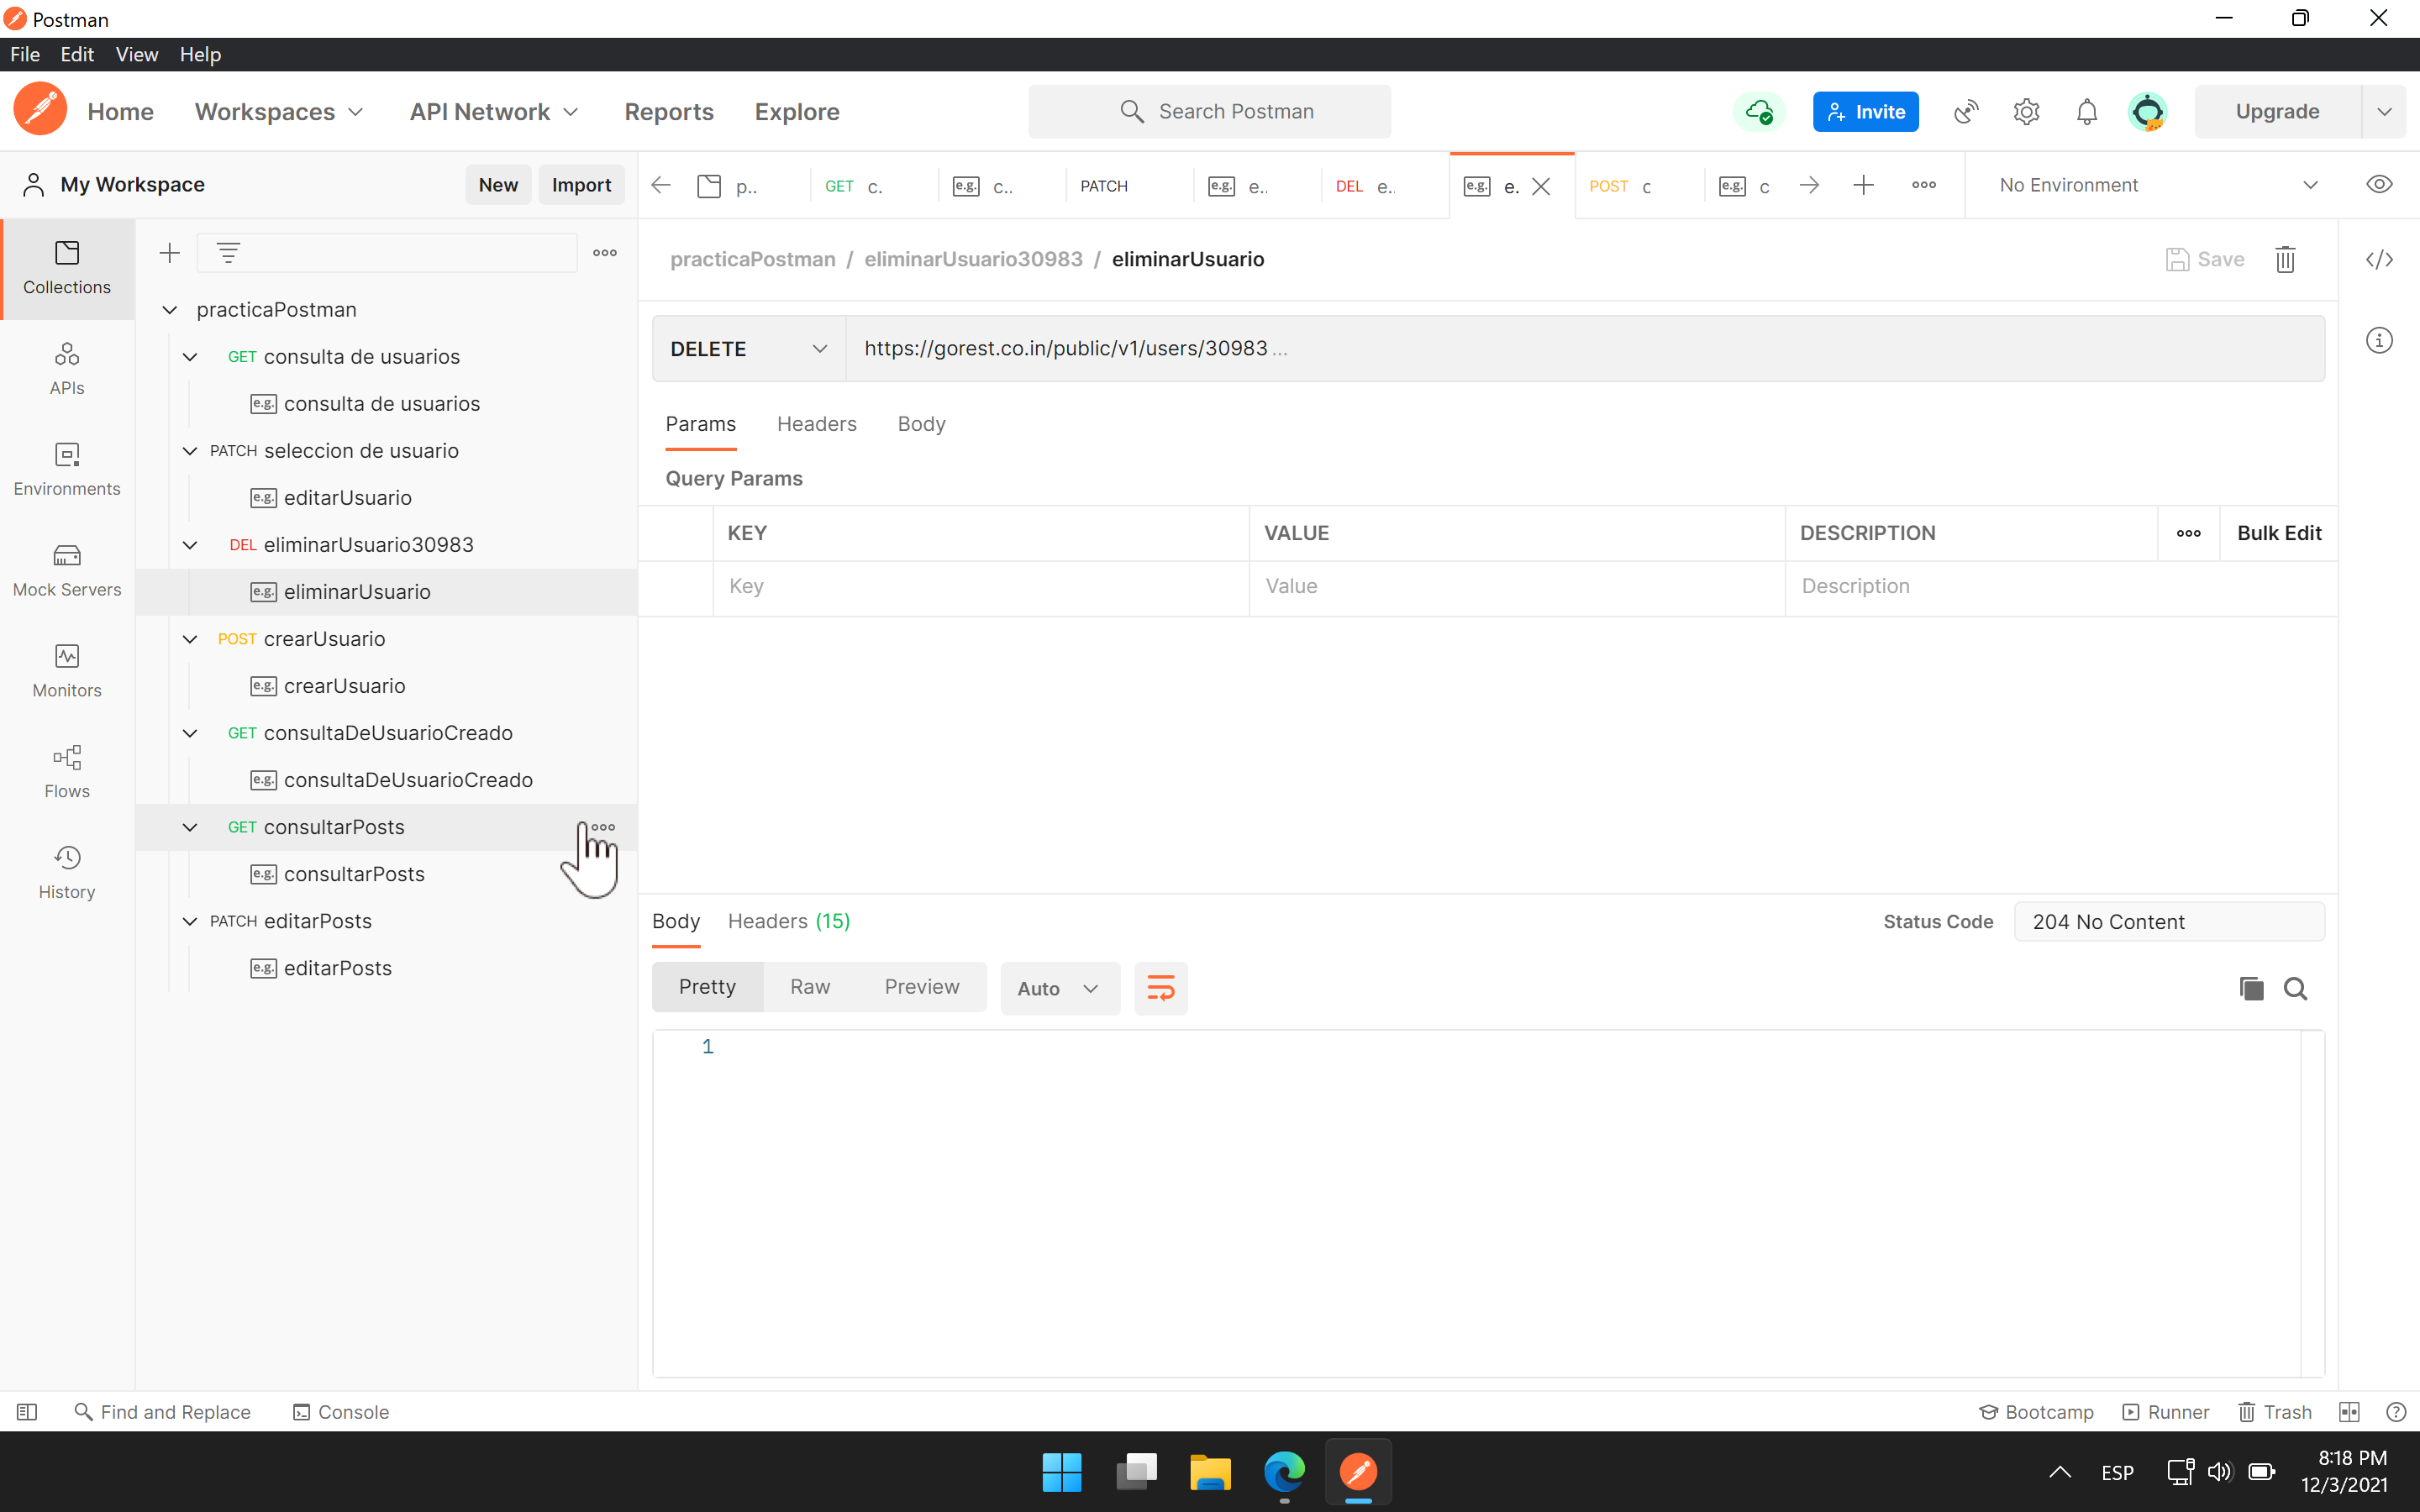 Postman
File Edit View Help
Home Workspaces API Network Reports Explore Search Postman Invite Upgrade
My Workspace New Import p.. GET c. e.g. c.. PATCH e.g. e.. DEL e.. e.g. e. POST c e.g. c No Environment
Collections
APIs
Environments
Mock Servers
Monitors
Flows
History
practicaPostman
GET consulta de usuarios
e.g. consulta de usuarios
PATCH seleccion de usuario
e.g. editarUsuario
DEL eliminarUsuario30983
e.g. eliminarUsuario
POST crearUsuario
e.g. crearUsuario
GET consultaDeUsuarioCreado
e.g. consultaDeUsuarioCreado
GET consultarPosts
e.g. consultarPosts
PATCH editarPosts
e.g. editarPosts
practicaPostman / eliminarUsuario30983 / eliminarUsuario Save
DELETE https://gorest.co.in/public/v1/users/30983 ...
Params Headers Body
Query Params
KEY VALUE DESCRIPTION Bulk Edit
Key Value Description
Body Headers (15) Status Code 204 No Content
Pretty Raw Preview Auto
1
Find and Replace Console Bootcamp Runner Trash
ESP 8:18 PM
12/3/2021